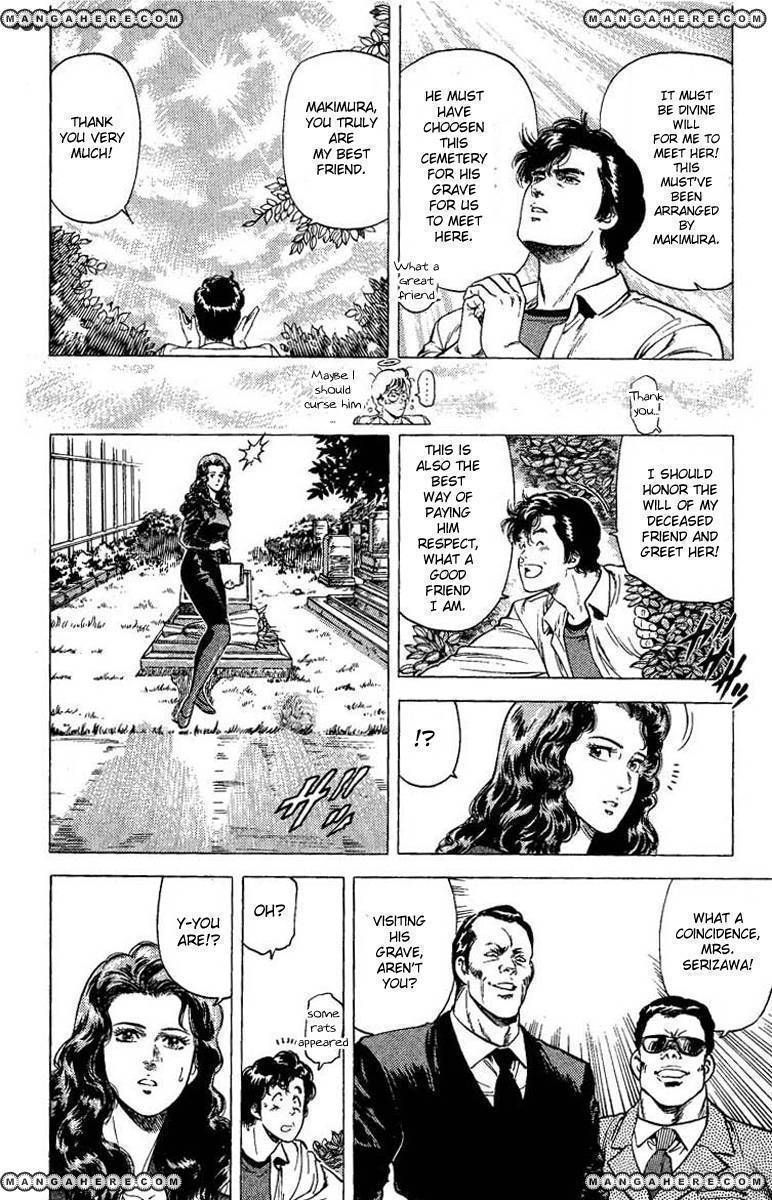 MANGAHERE.COM
MANGAHERE.COM
IT MUST
BE DIVINE
WILL
FOR ME TO
MEET HER!
THIS
MUST'VE
BEEN
ARRANGED
BY
MAKIMURA.
HE MUST
HAVE
CHOOSEN
THIS
CEMETERY
FOR HIS
GRAVE
FOR US
TO MEET
HERE.
What a
Great
friend.
MAKIMURA,
YOU TRULY
ARE
MY BEST
FRIEND.
THANK
YOU VERY
MUCH!
Maybe I
should
curse him.
Thank
you..!
I SHOULD
HONOR THE
WILL OF MY
DECEASED
FRIEND AND
GREET HER!
THIS IS
ALSO THE
BEST
WAY OF
PAYING
HIM
RESPECT,
WHAT A
GOOD
FRIEND
I AM.
ガサ
!?
ザッ
WHAT A
COINCIDENCE,
MRS.
SERIZAWA!
VISITING
HIS
GRAVE,
AREN'T
YOU?
OH?
some
rats
appeared
Y-YOU
ARE!?
MANGAHERE.COM
MANGAHERE.COM